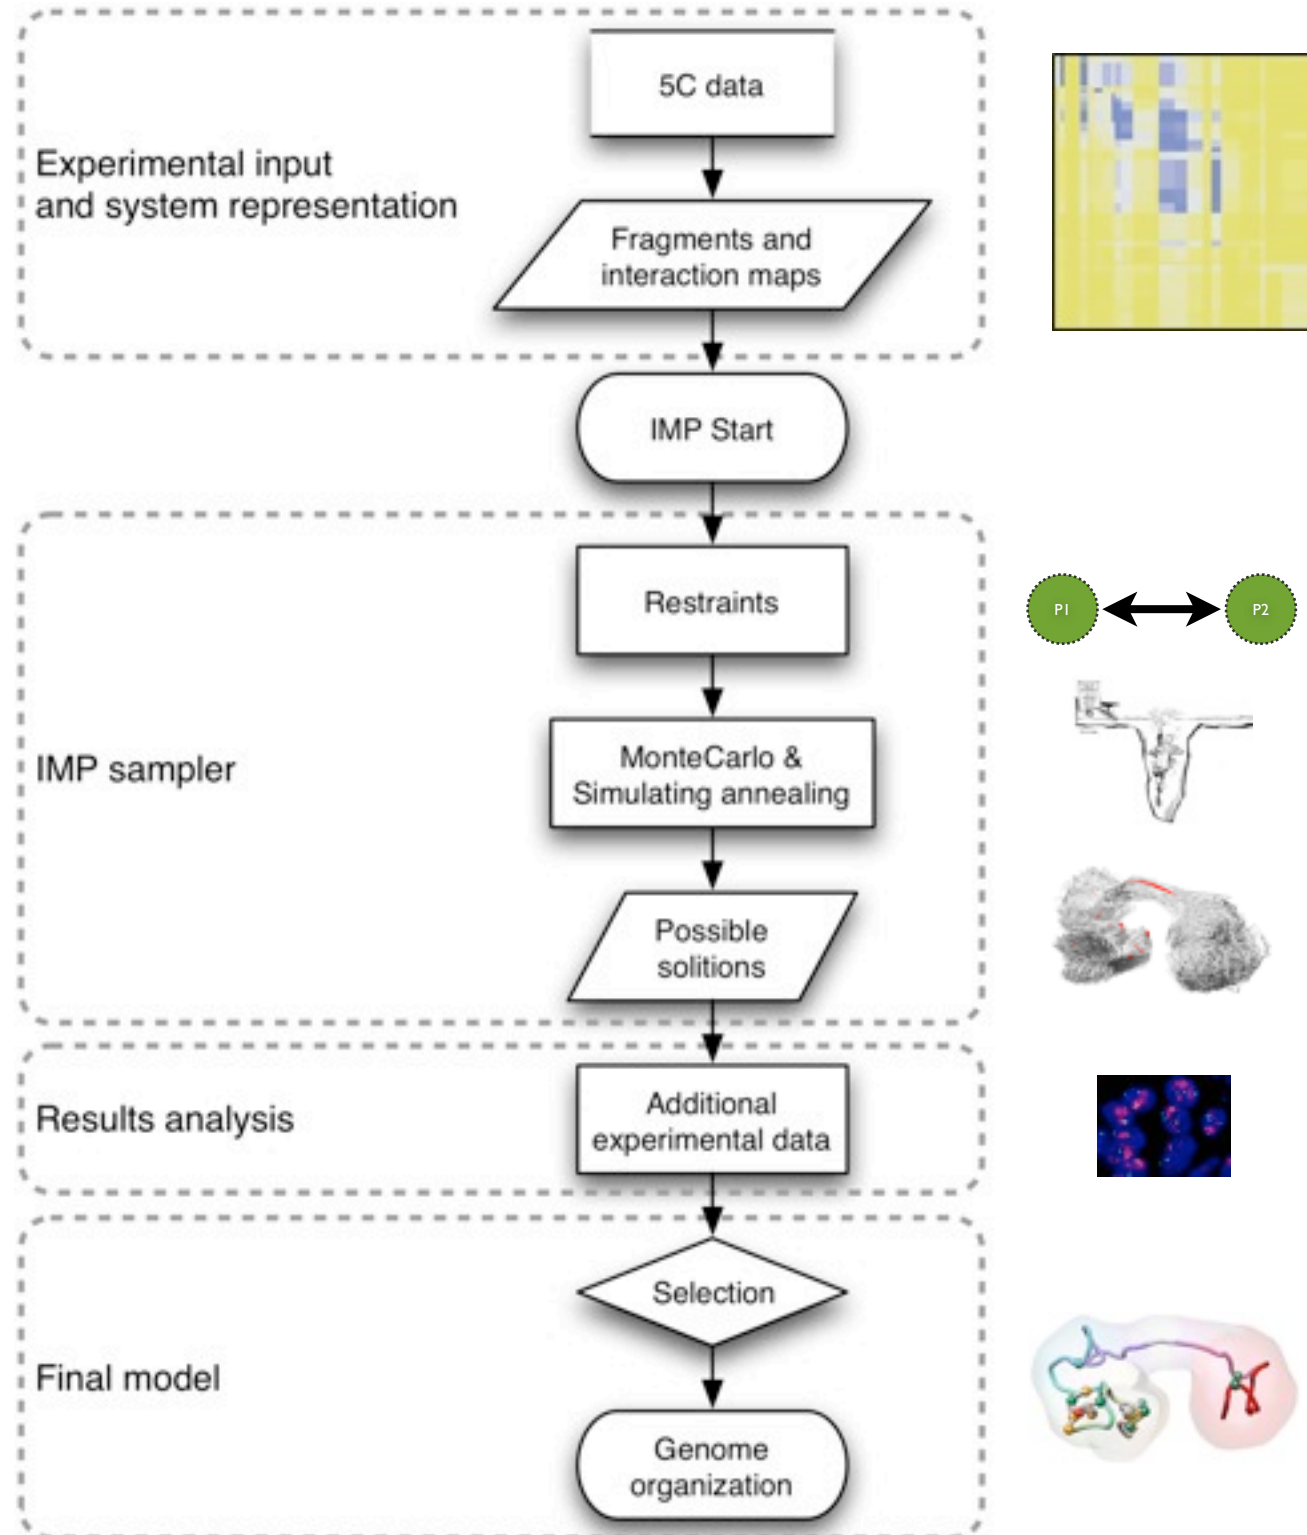 5C data
Experimental input
and system representation
Fragments and
interaction maps
IMP Start
Restraints
P1
P2
IMP sampler
MonteCarlo &
Simulating annealing
Possible
solitions
Results analysis
Additional
experimental data
Selection
Final model
Genome
organization